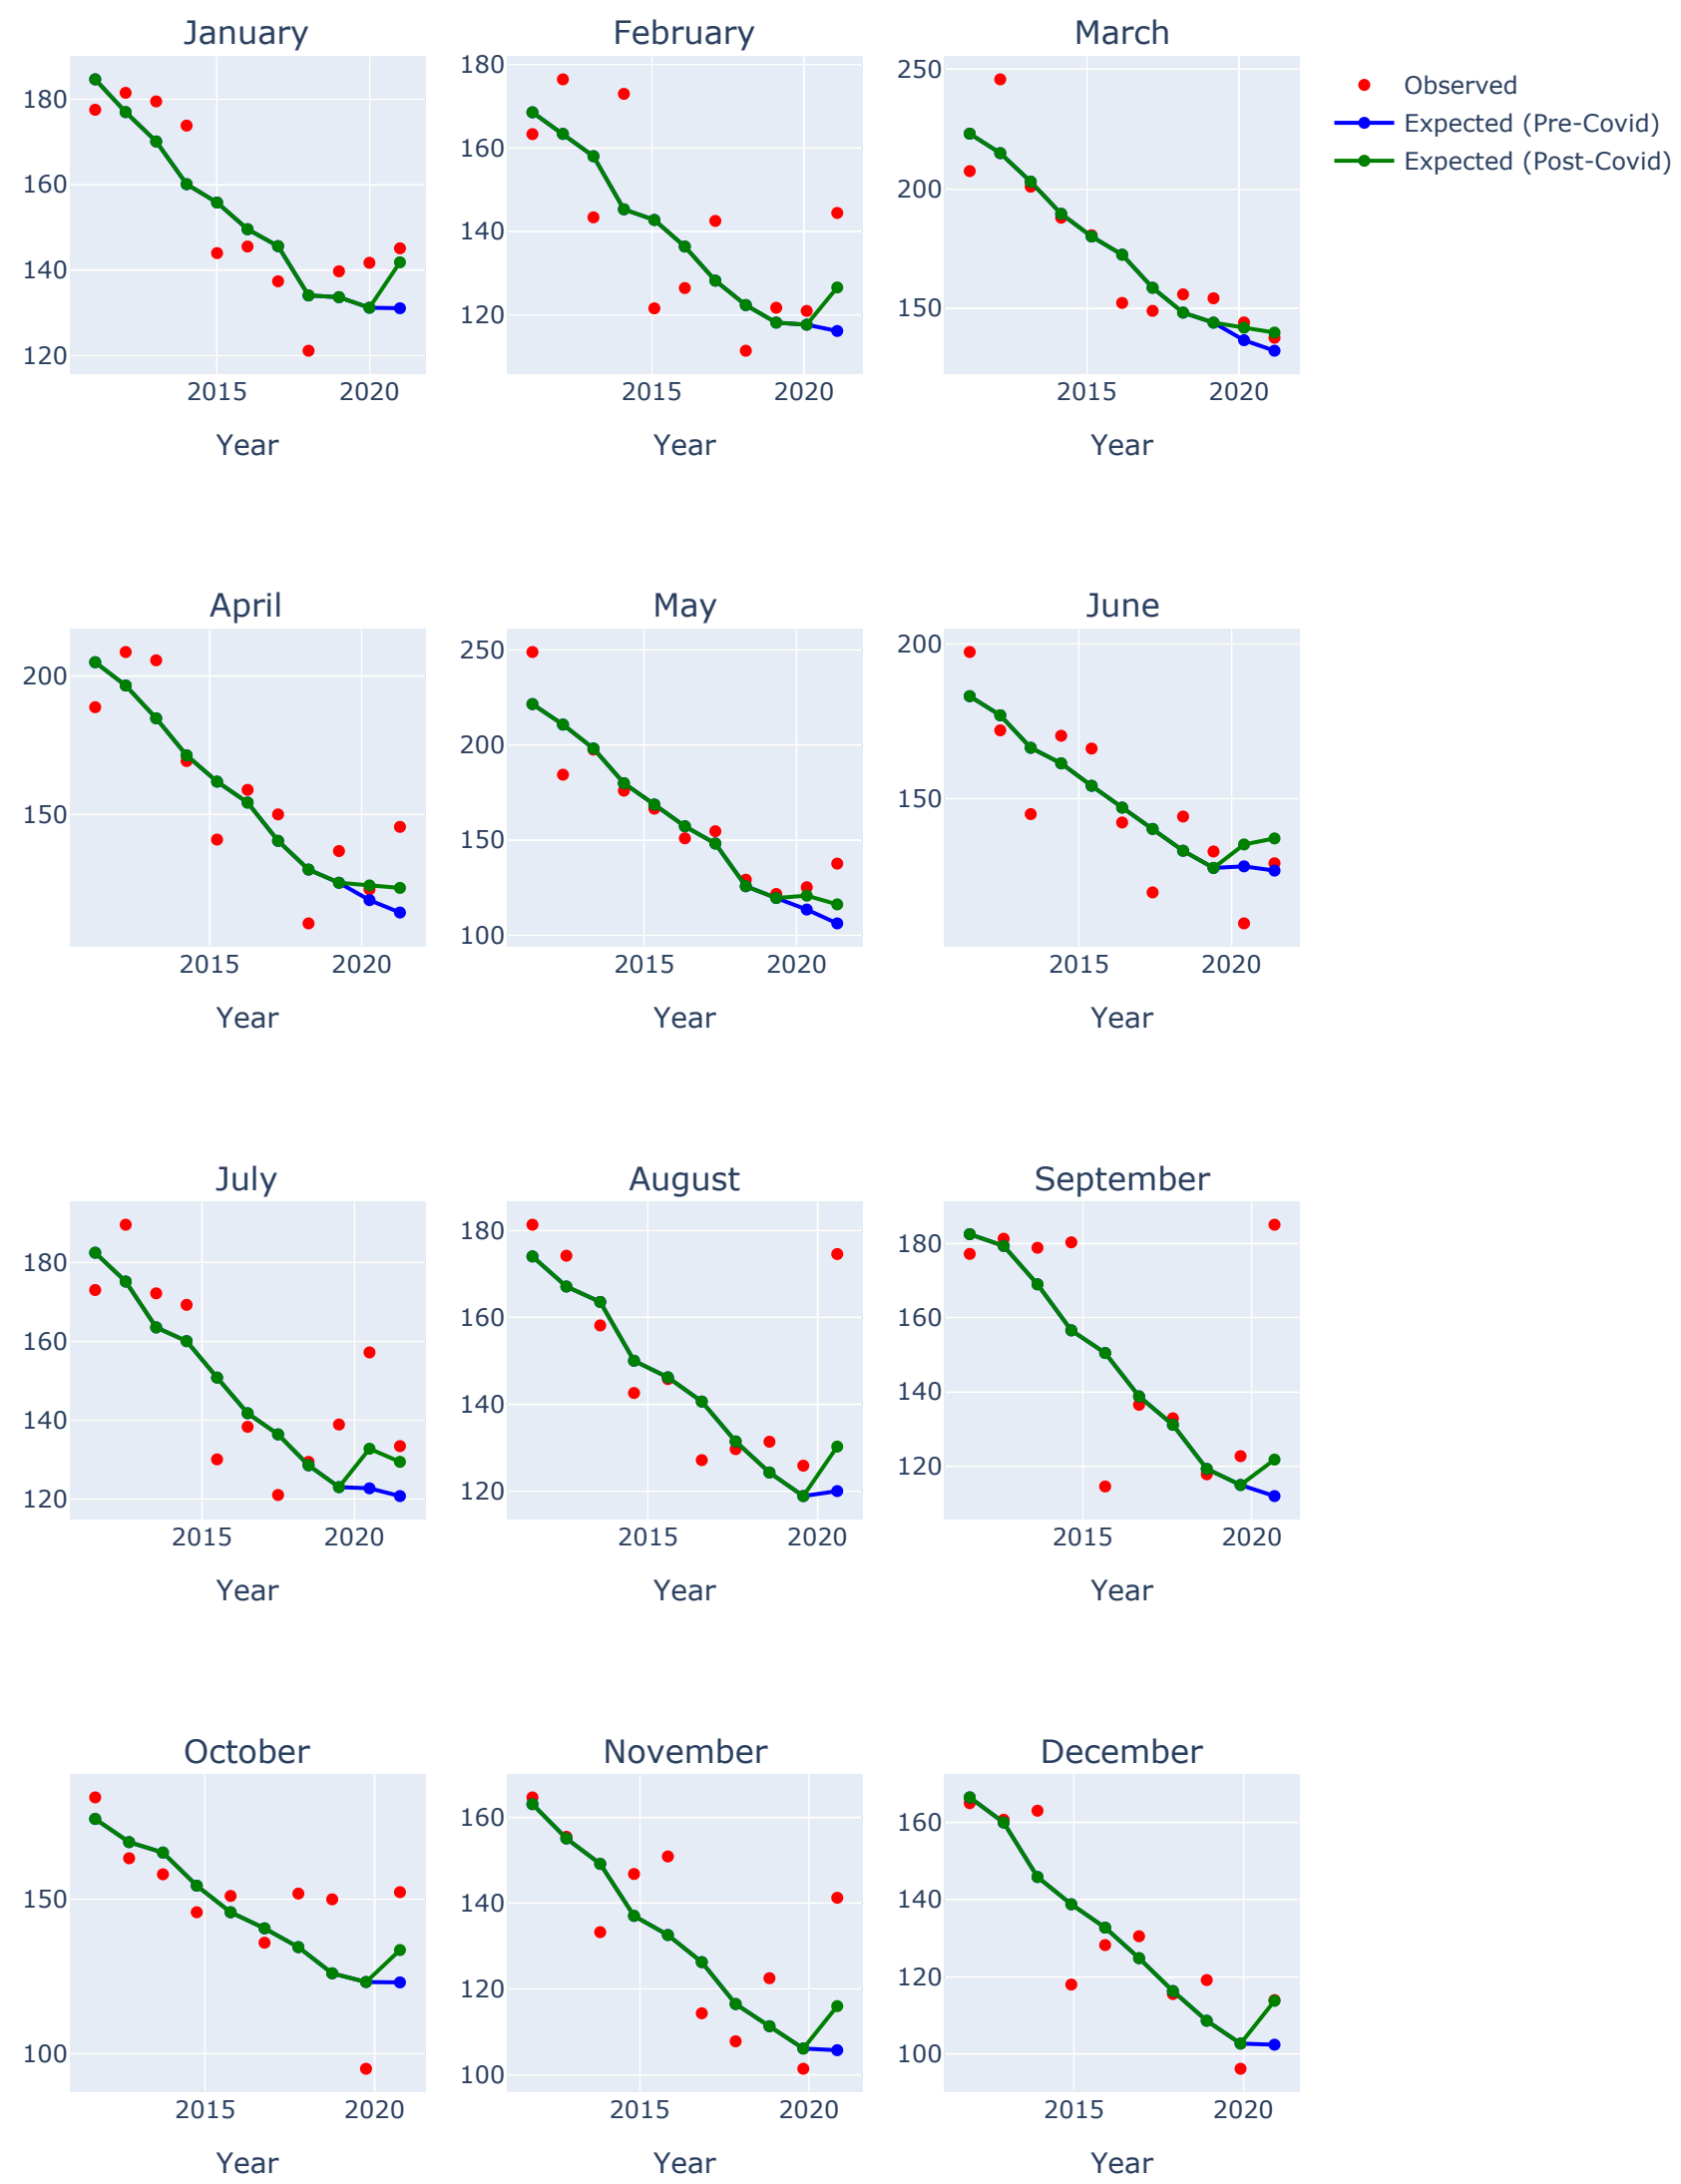 January
February
March
180
160
140
120
2015
2020
Year
180
160
140
120
2015
2020
Year
250
200
150
2015
2020
Year
Observed
Expected (Pre-Covid)
Expected (Post-Covid)
April
May
June
200
150
2015
2020
Year
250
200
150
100
2015
2020
Year
200
150
2015
2020
Year
July
August
September
180
160
140
120
2015
2020
Year
180
160
140
120
2015
2020
Year
180
160
140
120
2015
2020
Year
October
November
December
150
100
2015
2020
Year
160
140
120
100
2015
2020
Year
160
140
120
100
2015
2020
Year